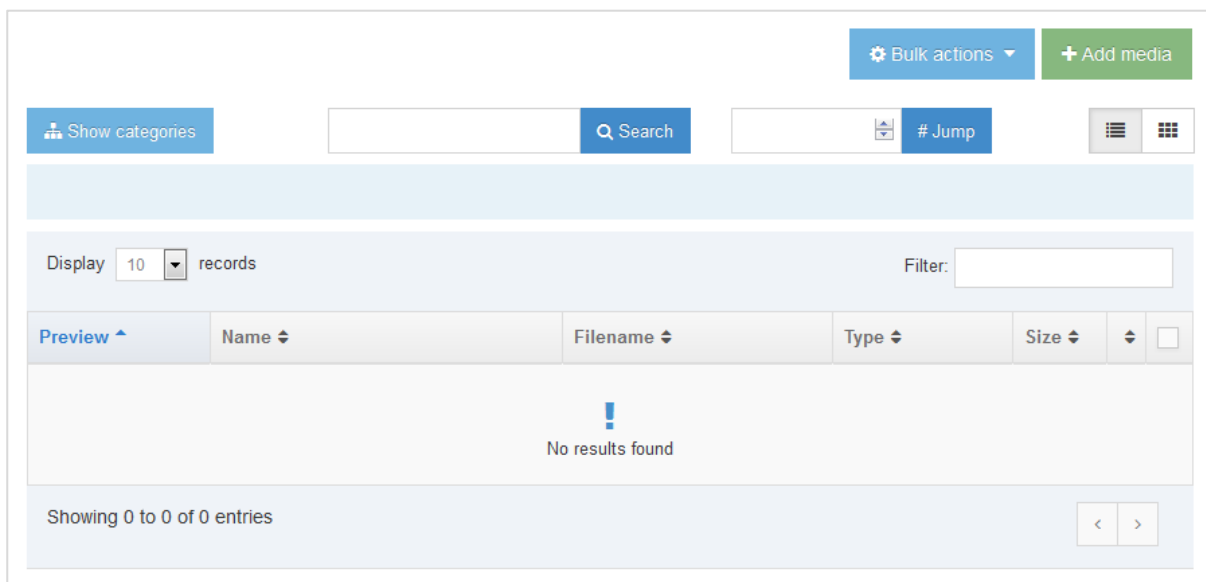 Bulk actions
Add media
Show categories
Search
# Jump
Display 10 records
Filter:
Preview Name Filename Type Size
No results found
Showing 0 to 0 of 0 entries